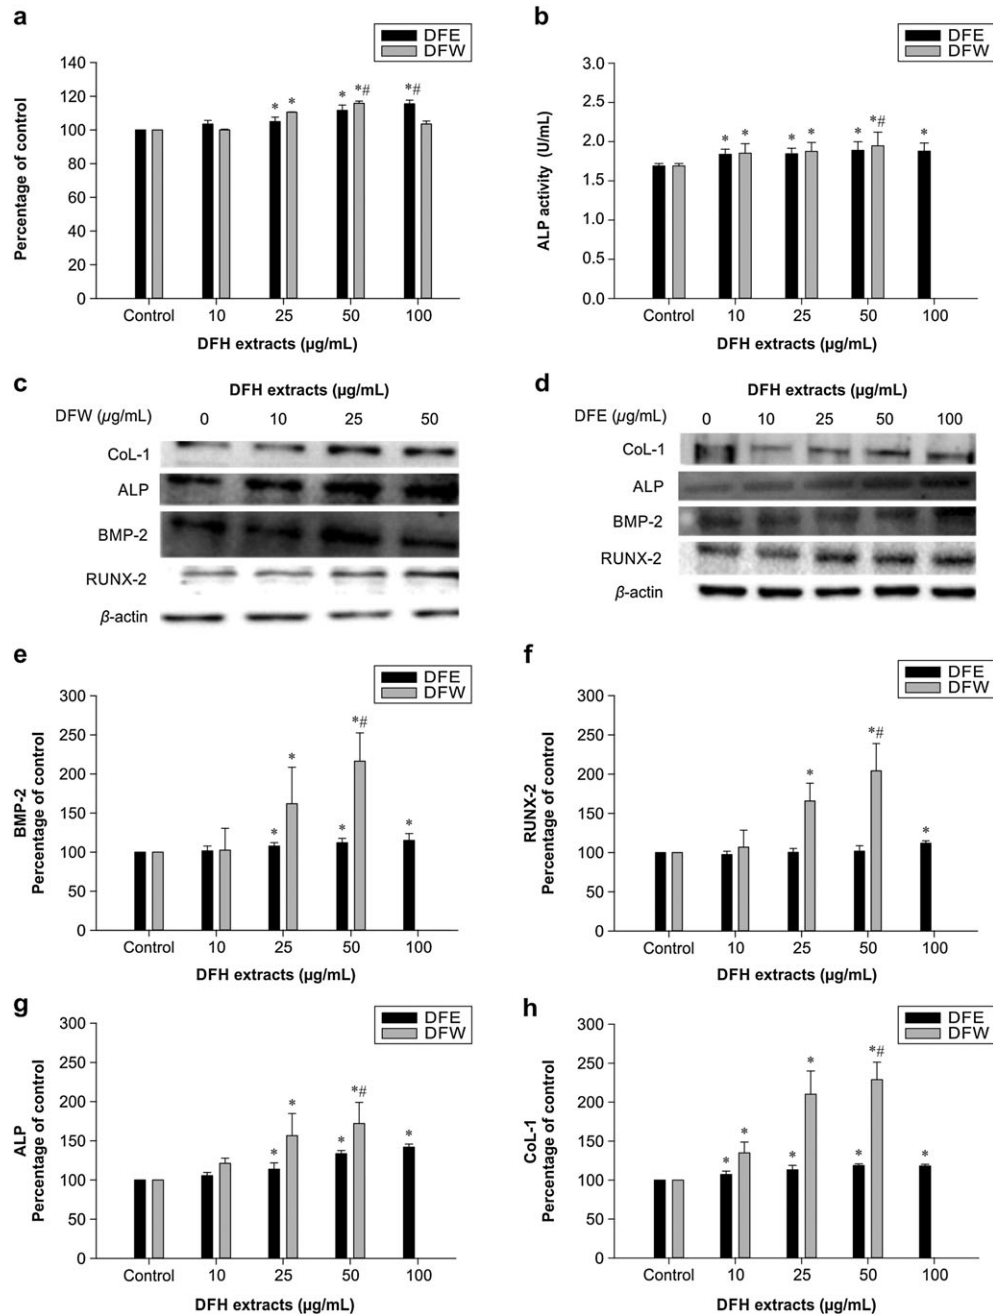 a
DFE
DFW
Percentage of control
140
120
100
80
60
40
20
0
* * * *# *#
Control 10 25 50 100
DFH extracts (µg/mL)
b
DFE
DFW
ALP activity (U/mL)
3.0
2.5
2.0
1.5
1.0
0.5
0.0
* * * * * *# *
Control 10 25 50 100
DFH extracts (µg/mL)
c
DFH extracts (µg/mL)
DFW (µg/mL) 0 10 25 50
CoL-1
ALP
BMP-2
RUNX-2
β-actin
d
DFH extracts (µg/mL)
DFE (µg/mL) 0 10 25 50 100
CoL-1
ALP
BMP-2
RUNX-2
β-actin
e
DFE
DFW
BMP-2
Percentage of control
300
250
200
150
100
50
0
* * * *# *
Control 10 25 50 100
DFH extracts (µg/mL)
f
DFE
DFW
RUNX-2
Percentage of control
300
250
200
150
100
50
0
* *# *
Control 10 25 50 100
DFH extracts (µg/mL)
g
DFE
DFW
ALP
Percentage of control
300
250
200
150
100
50
0
* * * *# *
Control 10 25 50 100
DFH extracts (µg/mL)
h
DFE
DFW
CoL-1
Percentage of control
300
250
200
150
100
50
0
* * * * * *# *
Control 10 25 50 100
DFH extracts (µg/mL)